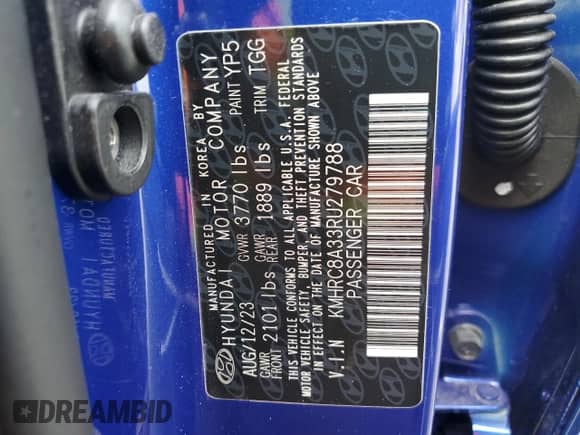 MANUFACTURED IN KOREA BY
HYUNDAI MOTOR COMPANY
AUG/12/23 GVWR 3770 lbs PAINT YP5
GAWR FRONT 2101 lbs GAWR REAR 1889 lbs TRIM TGG
THIS VEHICLE CONFORMS TO ALL APPLICABLE U.S.A. FEDERAL
MOTOR VEHICLE SAFETY, BUMPER, AND THEFT PREVENTION STANDARDS
IN EFFECT ON THE DATE OF MANUFACTURE SHOWN ABOVE
V.I.N KMHRC8A38RU279788
PASSENGER CAR
DREAMBID